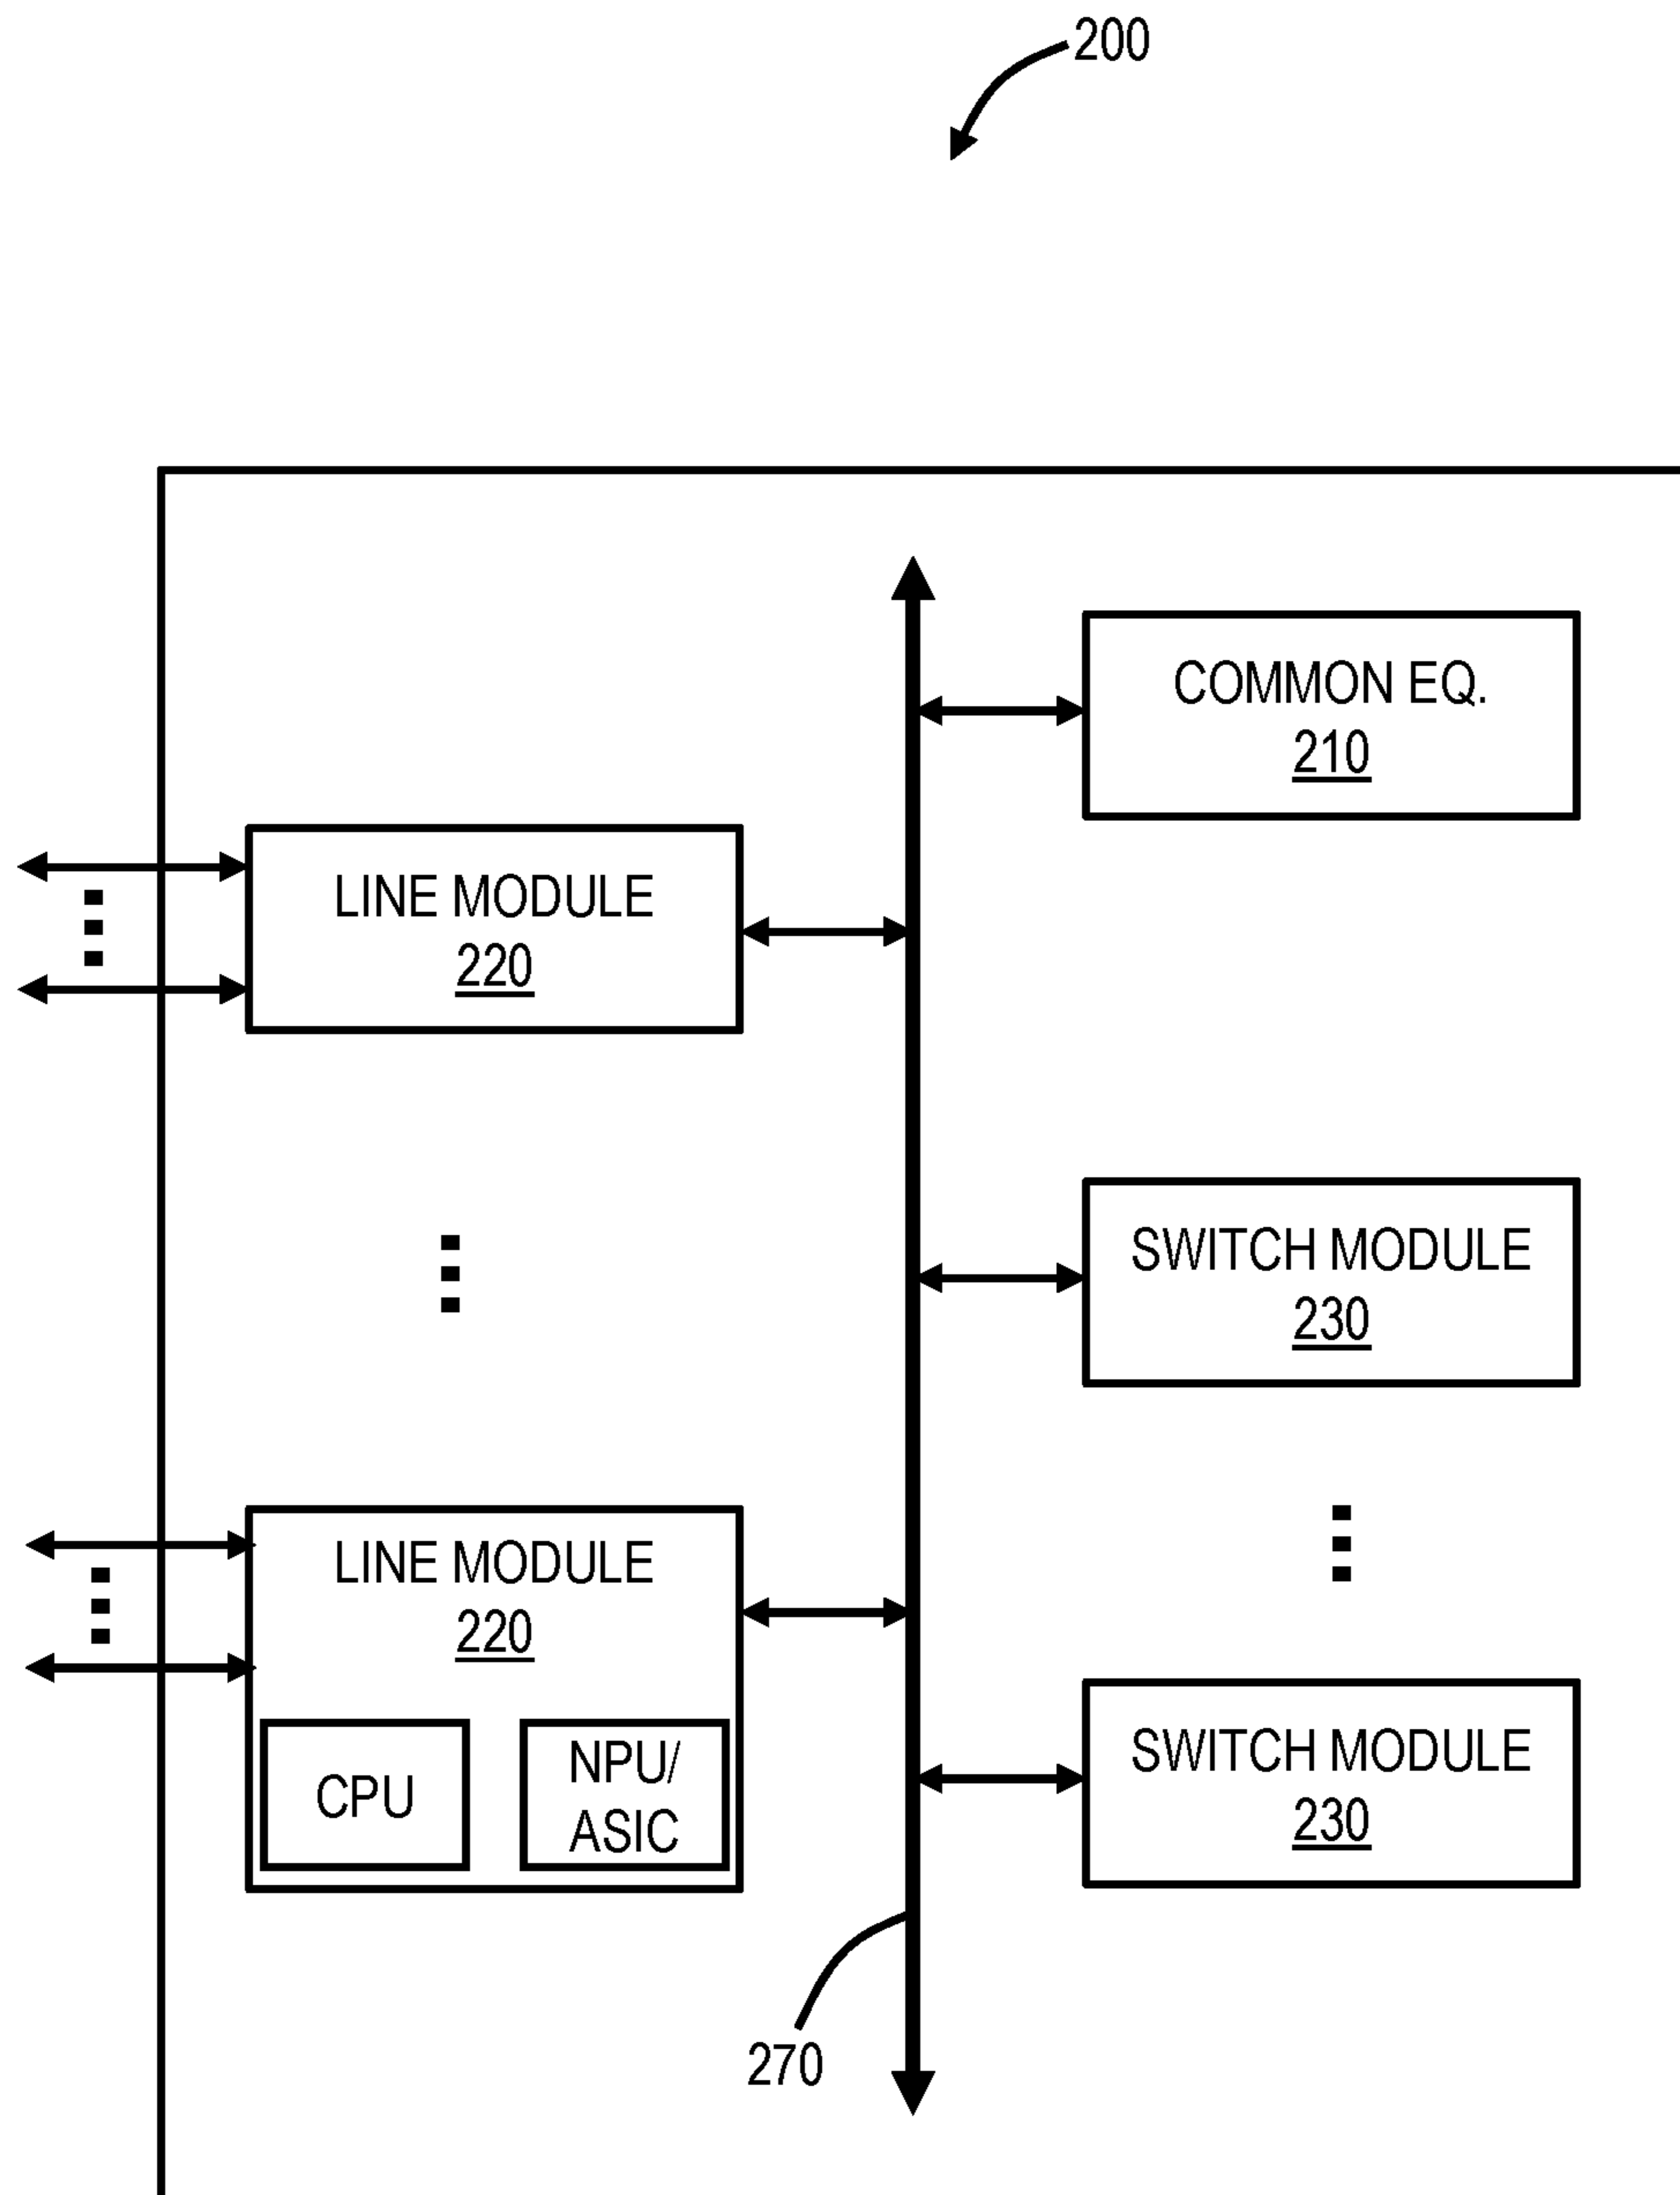 200
COMMON EQ.
210
LINE MODULE
220
SWITCH MODULE
230
LINE MODULE
220
CPU
NPU/
ASIC
SWITCH MODULE
230
270